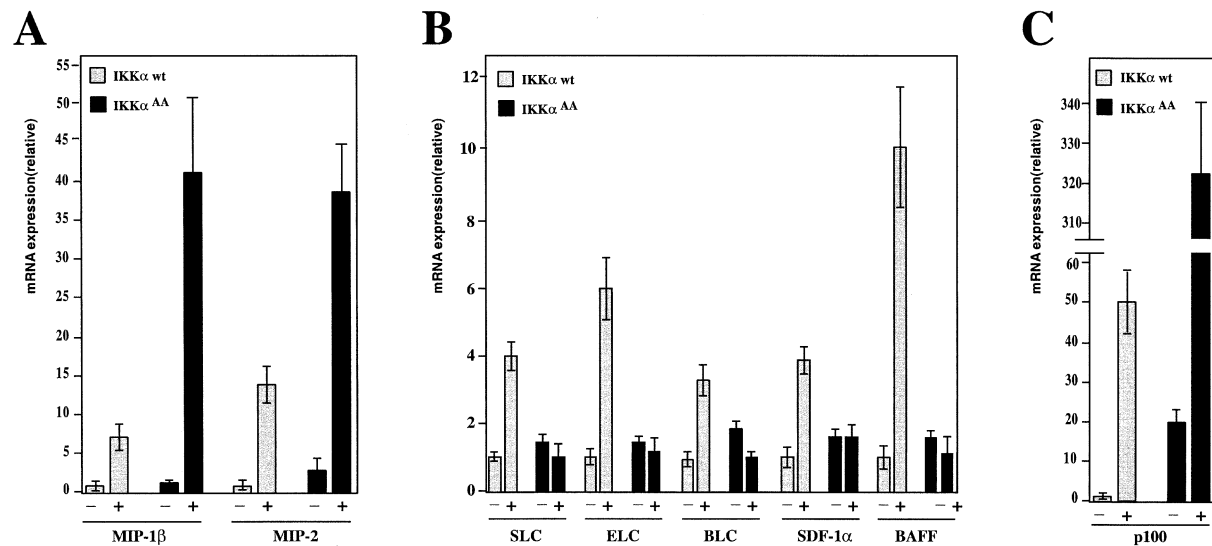 A
mRNA expression(relative)
55
50
45
40
35
30
25
20
15
10
5
0
IKKα wt
IKKα AA
− + − + − + − +
MIP-1β MIP-2
B
mRNA expression(relative)
12
10
8
6
4
2
0
IKKα wt
IKKα AA
− + − + − + − + − + − + − + − + − + − +
SLC ELC BLC SDF-1α BAFF
C
mRNA expression(relative)
340
330
320
310
60
50
40
30
20
10
0
IKKα wt
IKKα AA
− + − +
p100